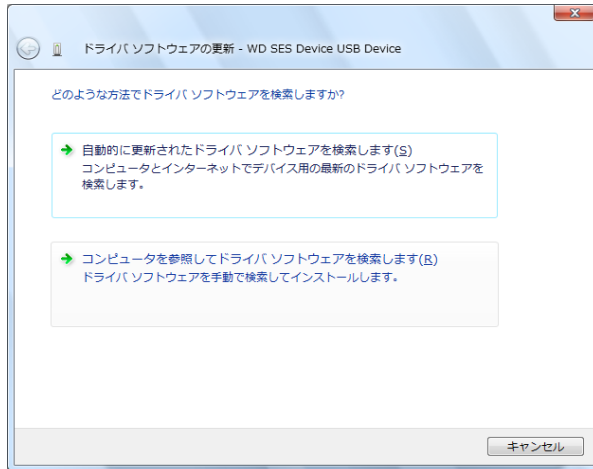 ドライバ ソフトウェアの更新 - WD SES Device USB Device
どのような方法でドライバ ソフトウェアを検索しますか?
自動的に更新されたドライバ ソフトウェアを検索します(S)
コンピュータとインターネットでデバイス用の最新のドライバ ソフトウェアを
検索します。
コンピュータを参照してドライバ ソフトウェアを検索します(R)
ドライバ ソフトウェアを手動で検索してインストールします。
キャンセル